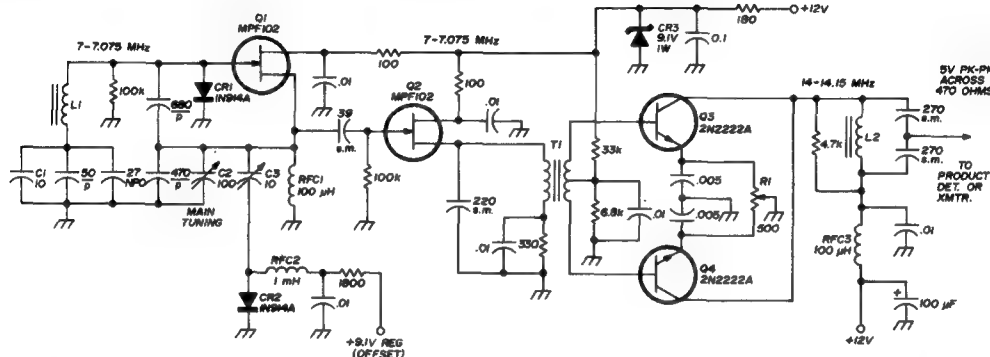 Q1
MPF102
7-7.075 MHz
L1
100k
680
p
CR1
1N914A
100
.01
7-7.075 MHz
CR3
9.1V
1W
0.1
180
+12V
C1
10
50
p
27
NPO
470
p
C2
100
MAIN
TUNING
C3
10
RFC1
100 µH
39
s.m.
100k
Q2
MPF102
100
.01
220
s.m.
T1
.01
330
33k
6.8k
.01
Q3
2N2222A
.005
.005
R1
500
Q4
2N2222A
14-14.15 MHz
4.7k
L2
270
s.m.
270
s.m.
5V PK-PK
ACROSS
470 OHMS
TO
PRODUCT
DET. OR
XMTR.
RFC3
100 µH
.01
+
100 µF
+12V
RFC2
1 mH
1800
CR2
1N914A
.01
+9.1V REG
(OFFSET)